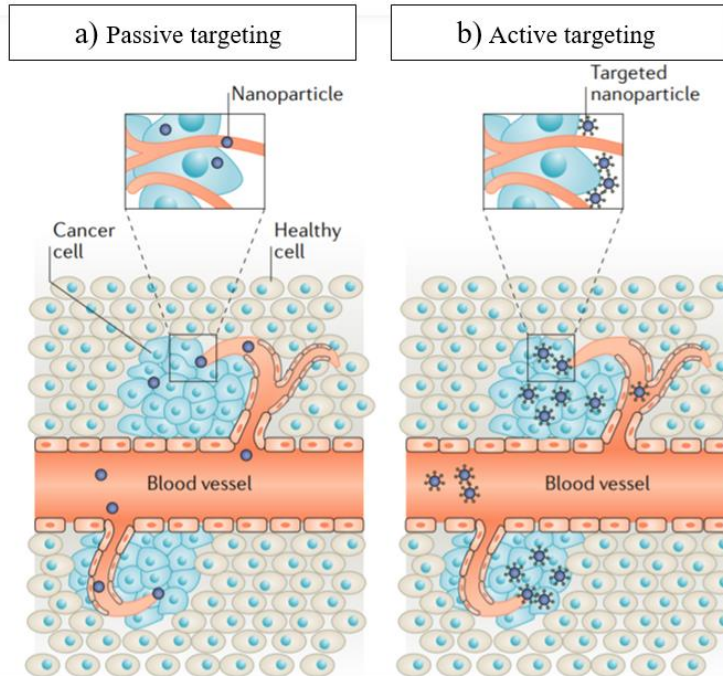 a) Passive targeting
b) Active targeting
Nanoparticle
Targeted
nanoparticle
Cancer
cell
Healthy
cell
Blood vessel
Blood vessel